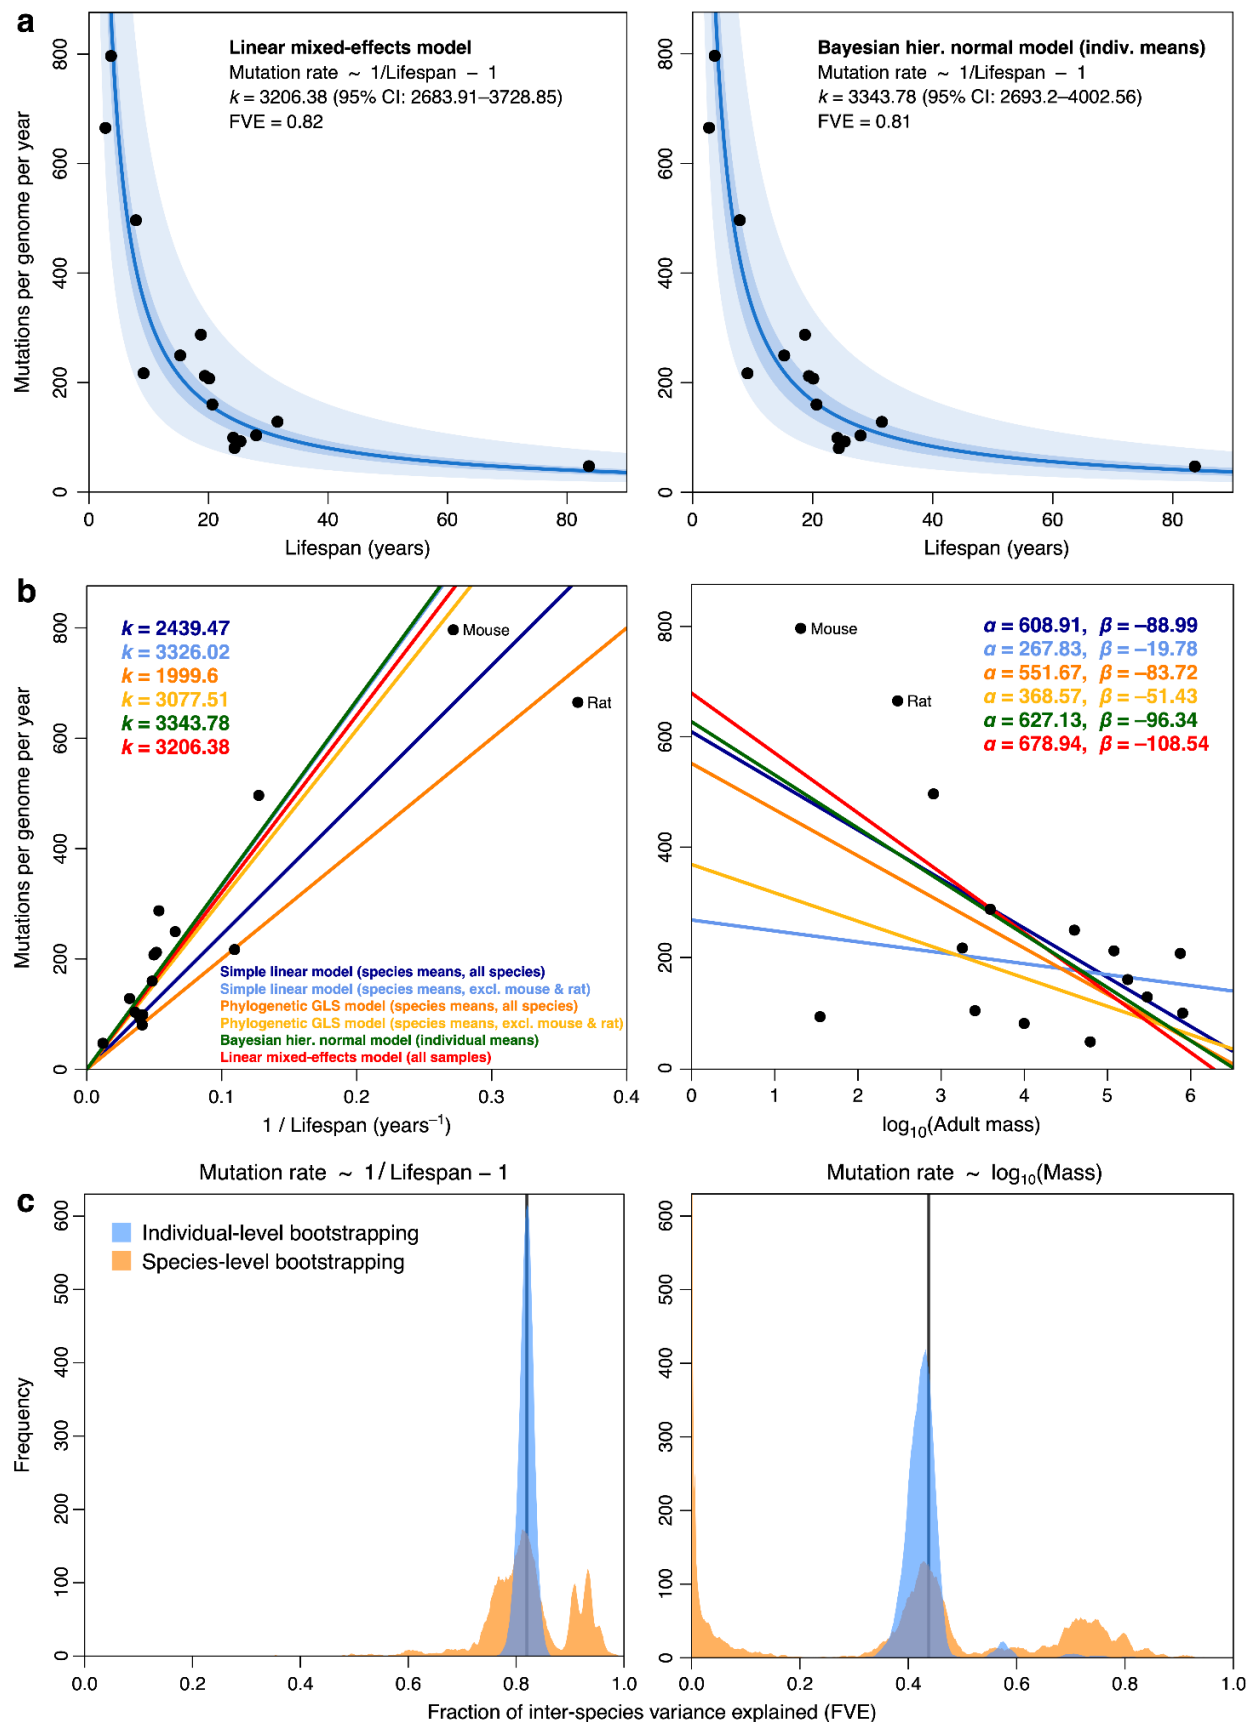 a
Linear mixed-effects model
Mutation rate ~ 1/Lifespan − 1
k = 3206.38 (95% CI: 2683.91–3728.85)
FVE = 0.82
Mutations per genome per year
0
200
400
600
800
0 20 40 60 80
Lifespan (years)
Bayesian hier. normal model (indiv. means)
Mutation rate ~ 1/Lifespan − 1
k = 3343.78 (95% CI: 2693.2–4002.56)
FVE = 0.81
0
200
400
600
800
0 20 40 60 80
Lifespan (years)
b
k = 2439.47
k = 3326.02
k = 1999.6
k = 3077.51
k = 3343.78
k = 3206.38
Mouse
Rat
Simple linear model (species means, all species)
Simple linear model (species means, excl. mouse & rat)
Phylogenetic GLS model (species means, all species)
Phylogenetic GLS model (species means, excl. mouse & rat)
Bayesian hier. normal model (individual means)
Linear mixed-effects model (all samples)
Mutations per genome per year
0
200
400
600
800
0.0 0.1 0.2 0.3 0.4
1 / Lifespan (years⁻¹)
Mouse
Rat
α = 608.91, β = −88.99
α = 267.83, β = −19.78
α = 551.67, β = −83.72
α = 368.57, β = −51.43
α = 627.13, β = −96.34
α = 678.94, β = −108.54
0
200
400
600
800
0 1 2 3 4 5 6
log₁₀(Adult mass)
c
Mutation rate ~ 1/Lifespan − 1
Individual-level bootstrapping
Species-level bootstrapping
Frequency
0
100
200
300
400
500
600
0.0 0.2 0.4 0.6 0.8 1.0
Mutation rate ~ log₁₀(Mass)
0
100
200
300
400
500
600
0.0 0.2 0.4 0.6 0.8 1.0
Fraction of inter-species variance explained (FVE)